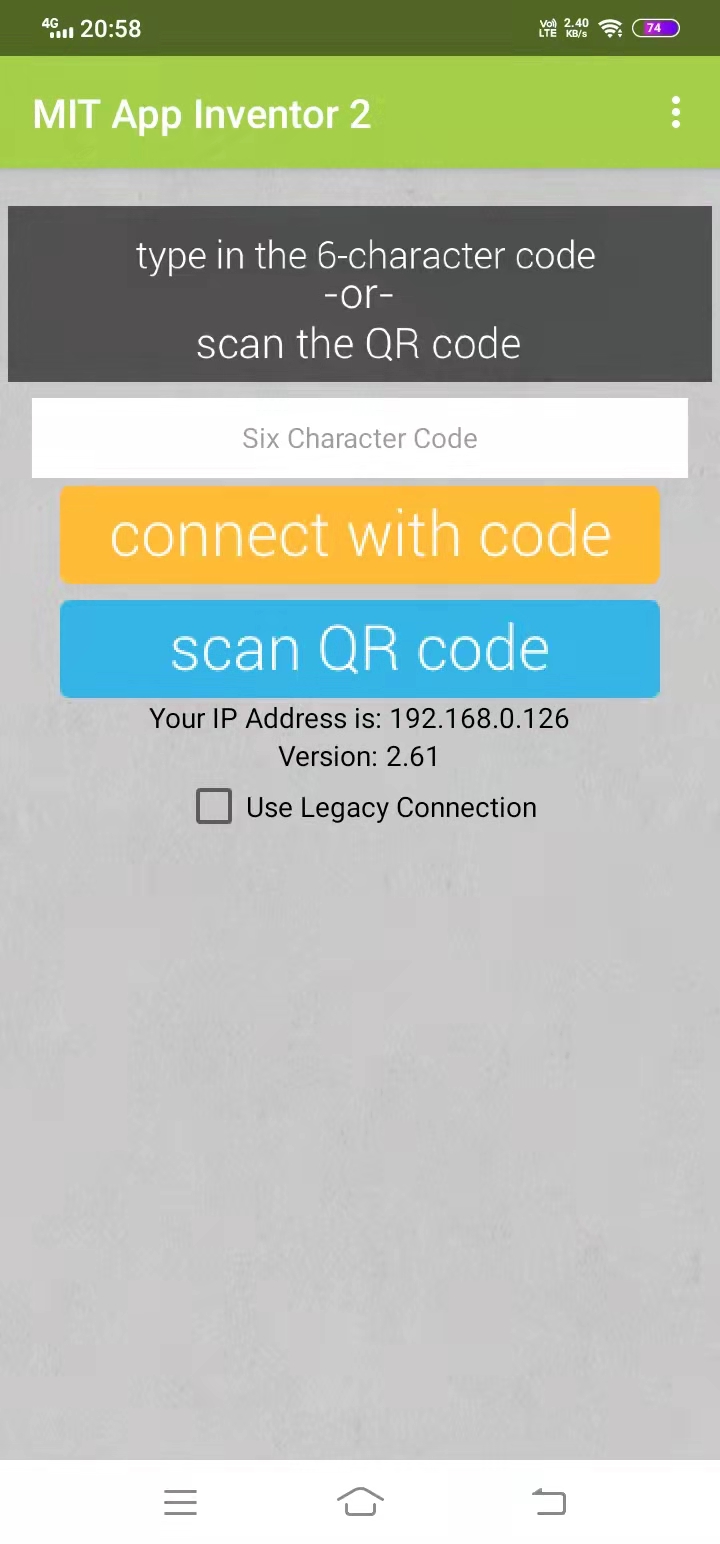 4G 20:58 Vo) LTE 2.40 KB/s 74
MIT App Inventor 2
type in the 6-character code
-or-
scan the QR code
Six Character Code
connect with code
scan QR code
Your IP Address is: 192.168.0.126
Version: 2.61
Use Legacy Connection